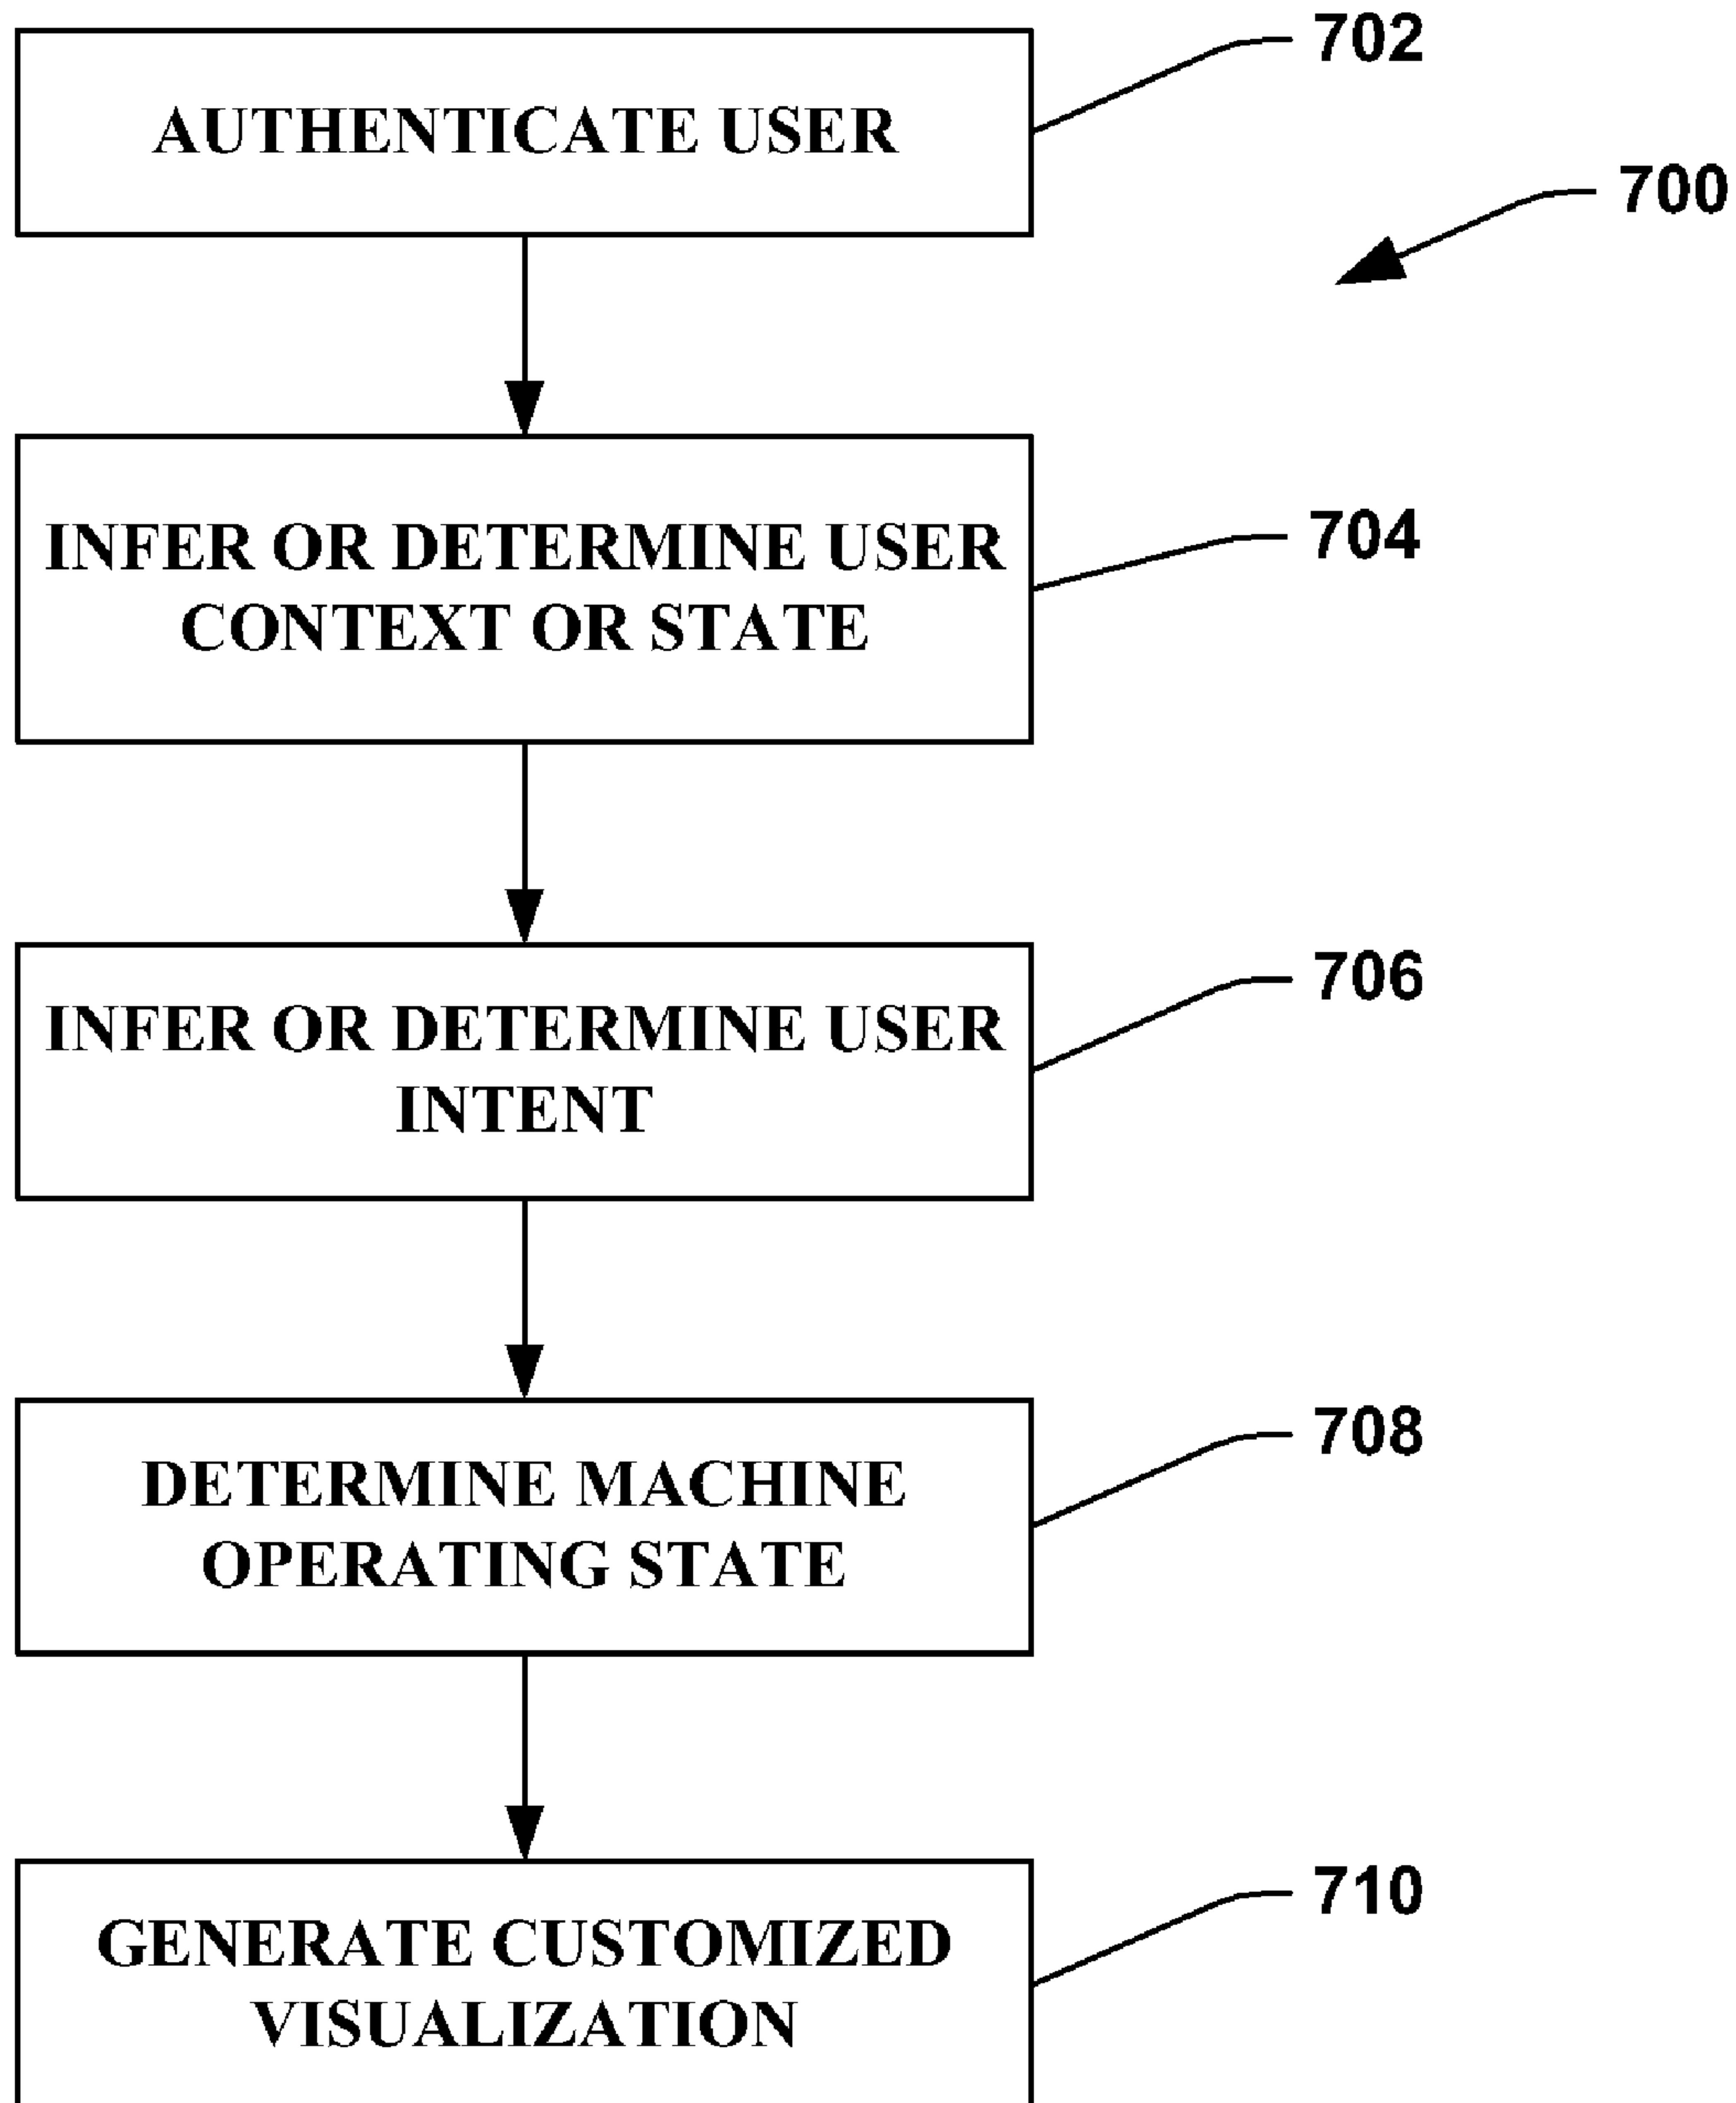 702
AUTHENTICATE USER
700
INFER OR DETERMINE USER
CONTEXT OR STATE
704
INFER OR DETERMINE USER
INTENT
706
DETERMINE MACHINE
OPERATING STATE
708
GENERATE CUSTOMIZED
VISUALIZATION
710